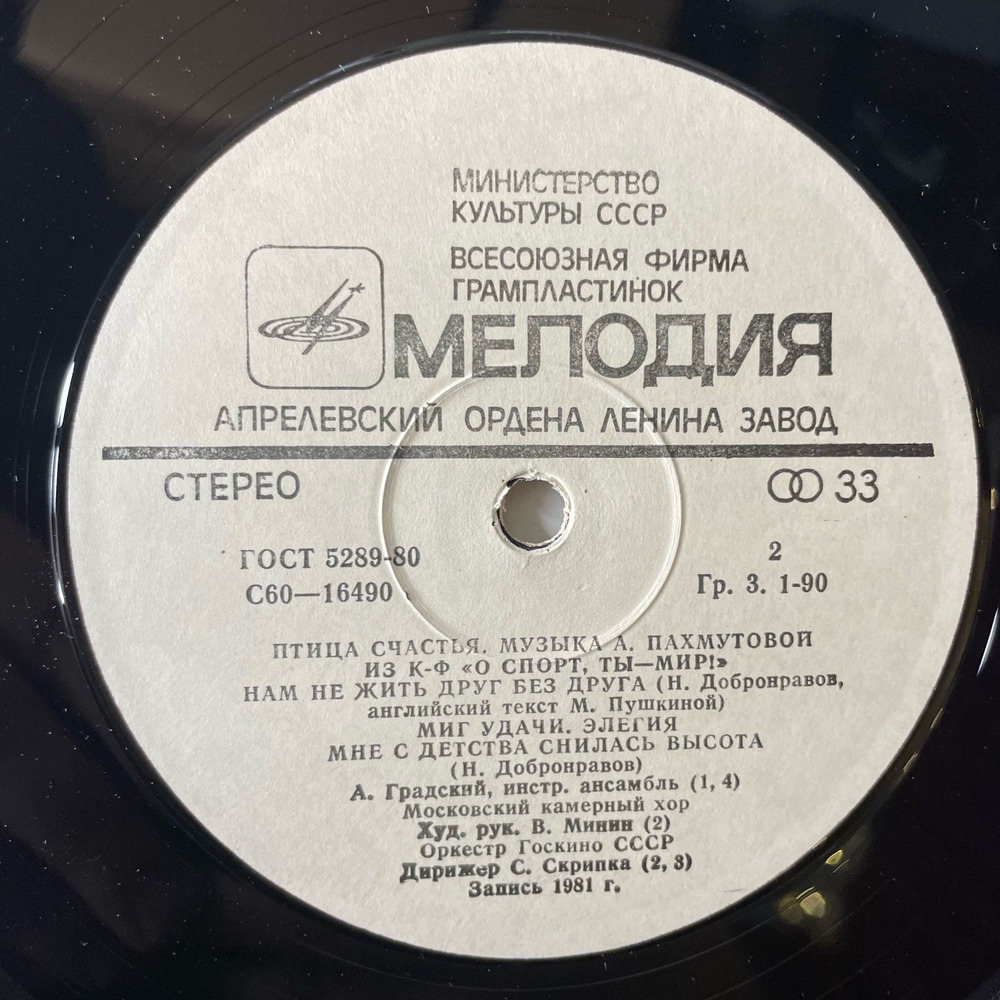 МИНИСТЕРСТВО
КУЛЬТУРЫ СССР
ВСЕСОЮЗНАЯ ФИРМА
ГРАМПЛАСТИНОК
МЕЛОДИЯ
АПРЕЛЕВСКИЙ ОРДЕНА ЛЕНИНА ЗАВОД
СТЕРЕО 33
ГОСТ 5289-80 2
С60—16490 Гр. 3. 1-90
ПТИЦА СЧАСТЬЯ. МУЗЫКА А. ПАХМУТОВОЙ
ИЗ К-Ф «О СПОРТ, ТЫ—МИР!»
НАМ НЕ ЖИТЬ ДРУГ БЕЗ ДРУГА (Н. Добронравов,
английский текст М. Пушкиной)
МИГ УДАЧИ. ЭЛЕГИЯ
МНЕ С ДЕТСТВА СНИЛАСЬ ВЫСОТА
(Н. Добронравов)
А. Градский, инстр. ансамбль (1, 4)
Московский камерный хор
Худ. рук. В. Минин (2)
Оркестр Госкино СССР
Дирижер С. Скрипка (2, 3)
Запись 1981 г.